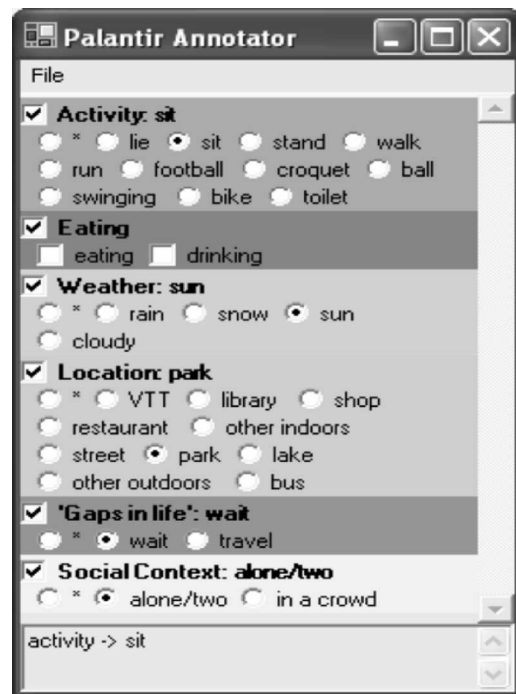 Palantir Annotator
File
Activity: sit
* lie sit stand walk
run football croquet ball
swinging bike toilet
Eating
eating drinking
Weather: sun
* rain snow sun
cloudy
Location: park
* VTT library shop
restaurant other indoors
street park lake
other outdoors bus
'Gaps in life': wait
* wait travel
Social Context: alone/two
* alone/two in a crowd
activity -> sit